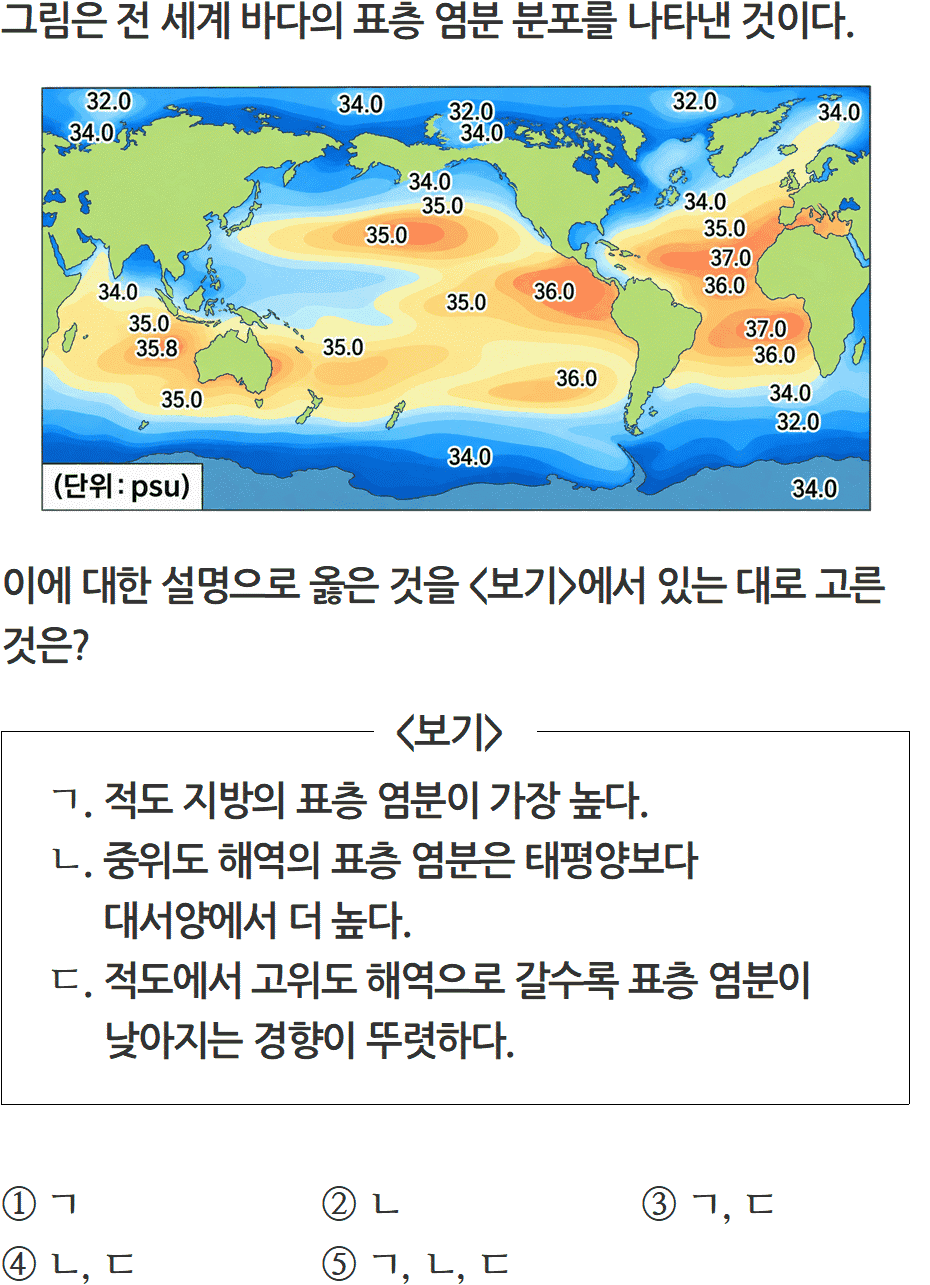 그림은 전 세계 바다의 표층 염분 분포를 나타낸 것이다.
32.0
34.0
32.0
32.0
34.0
34.0
34.0
34.0
34.0
35.0
35.0
34.0
35.0
37.0
36.0
34.0
35.0
36.0
35.0
35.8
35.0
37.0
36.0
35.0
36.0
34.0
32.0
34.0
34.0
(단위 : psu)
이에 대한 설명으로 옳은 것을 <보기>에서 있는 대로 고른
것은?
<보기>
ㄱ. 적도 지방의 표층 염분이 가장 높다.
ㄴ. 중위도 해역의 표층 염분은 태평양보다
대서양에서 더 높다.
ㄷ. 적도에서 고위도 해역으로 갈수록 표층 염분이
낮아지는 경향이 뚜렷하다.
① ㄱ ② ㄴ ③ ㄱ, ㄷ
④ ㄴ, ㄷ ⑤ ㄱ, ㄴ, ㄷ